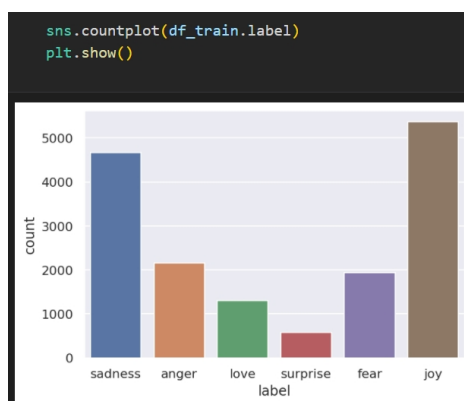 sns.countplot(df_train.label)
plt.show()
5000
4000
3000
2000
1000
0
count
sadness anger love surprise fear joy
label